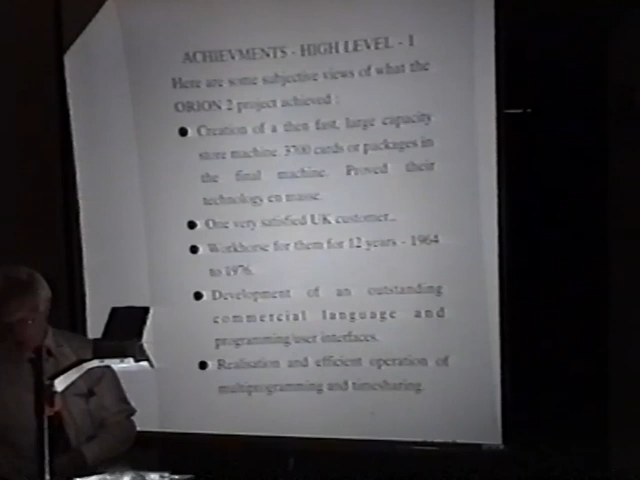 ACHIEVMENTS - HIGH LEVEL - 1
Here are some subjective views of what the
ORION 2 project achieved :
● Creation of a then fast, large capacity
store machine. 3700 cards or packages in
the final machine. Proved their
technology en masse.
● One very satisfied UK customer..
● Workhorse for them for 12 years - 1964
to 1976.
● Development of an outstanding
commercial language and
programming/user interfaces.
● Realisation and efficient operation of
multiprogramming and timesharing.